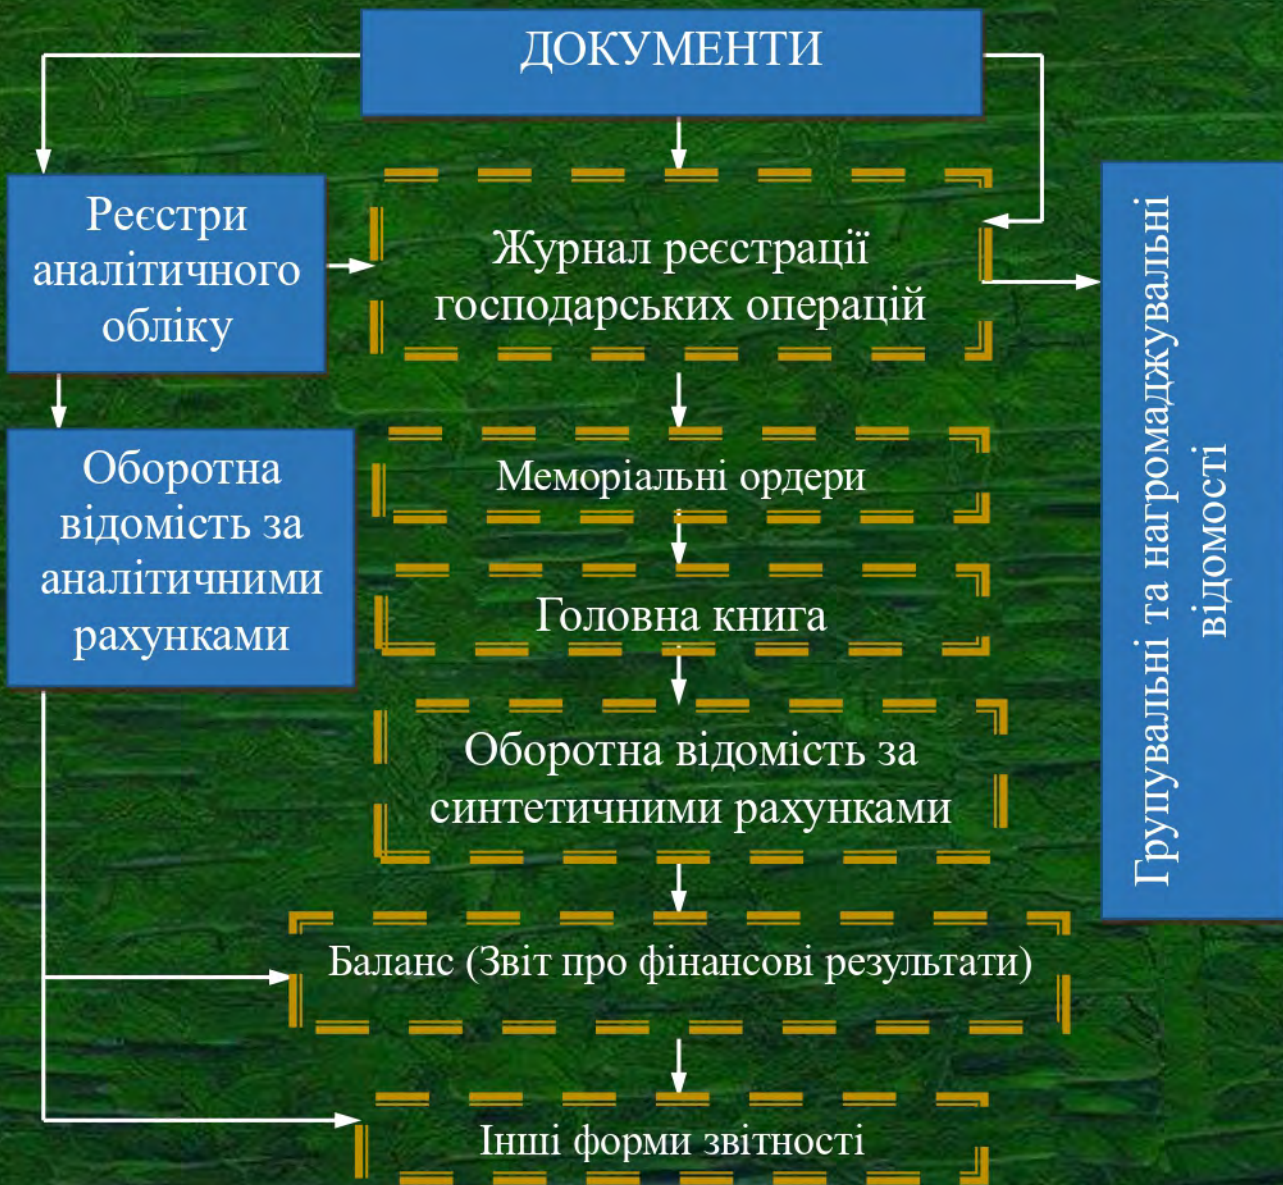 ДОКУМЕНТИ
Реєстри
аналітичного
обліку
Журнал реєстрації
господарських операцій
Групувальні та нагромаджувальні
відомості
Оборотна
відомість за
аналітичними
рахунками
Меморіальні ордери
Головна книга
Оборотна відомість за
синтетичними рахунками
Баланс (Звіт про фінансові результати)
Інші форми звітності